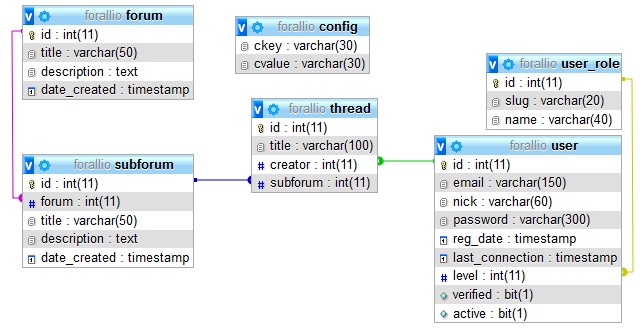 forallio forum
id : int(11)
title : varchar(50)
description : text
date_created : timestamp
forallio config
ckey : varchar(30)
cvalue : varchar(30)
forallio user_role
id : int(11)
slug : varchar(20)
name : varchar(40)
forallio thread
id : int(11)
title : varchar(100)
creator : int(11)
subforum : int(11)
forallio subforum
id : int(11)
forum : int(11)
title : varchar(50)
description : text
date_created : timestamp
forallio user
id : int(11)
email : varchar(150)
nick : varchar(60)
password : varchar(300)
reg_date : timestamp
last_connection : timestamp
level : int(11)
verified : bit(1)
active : bit(1)